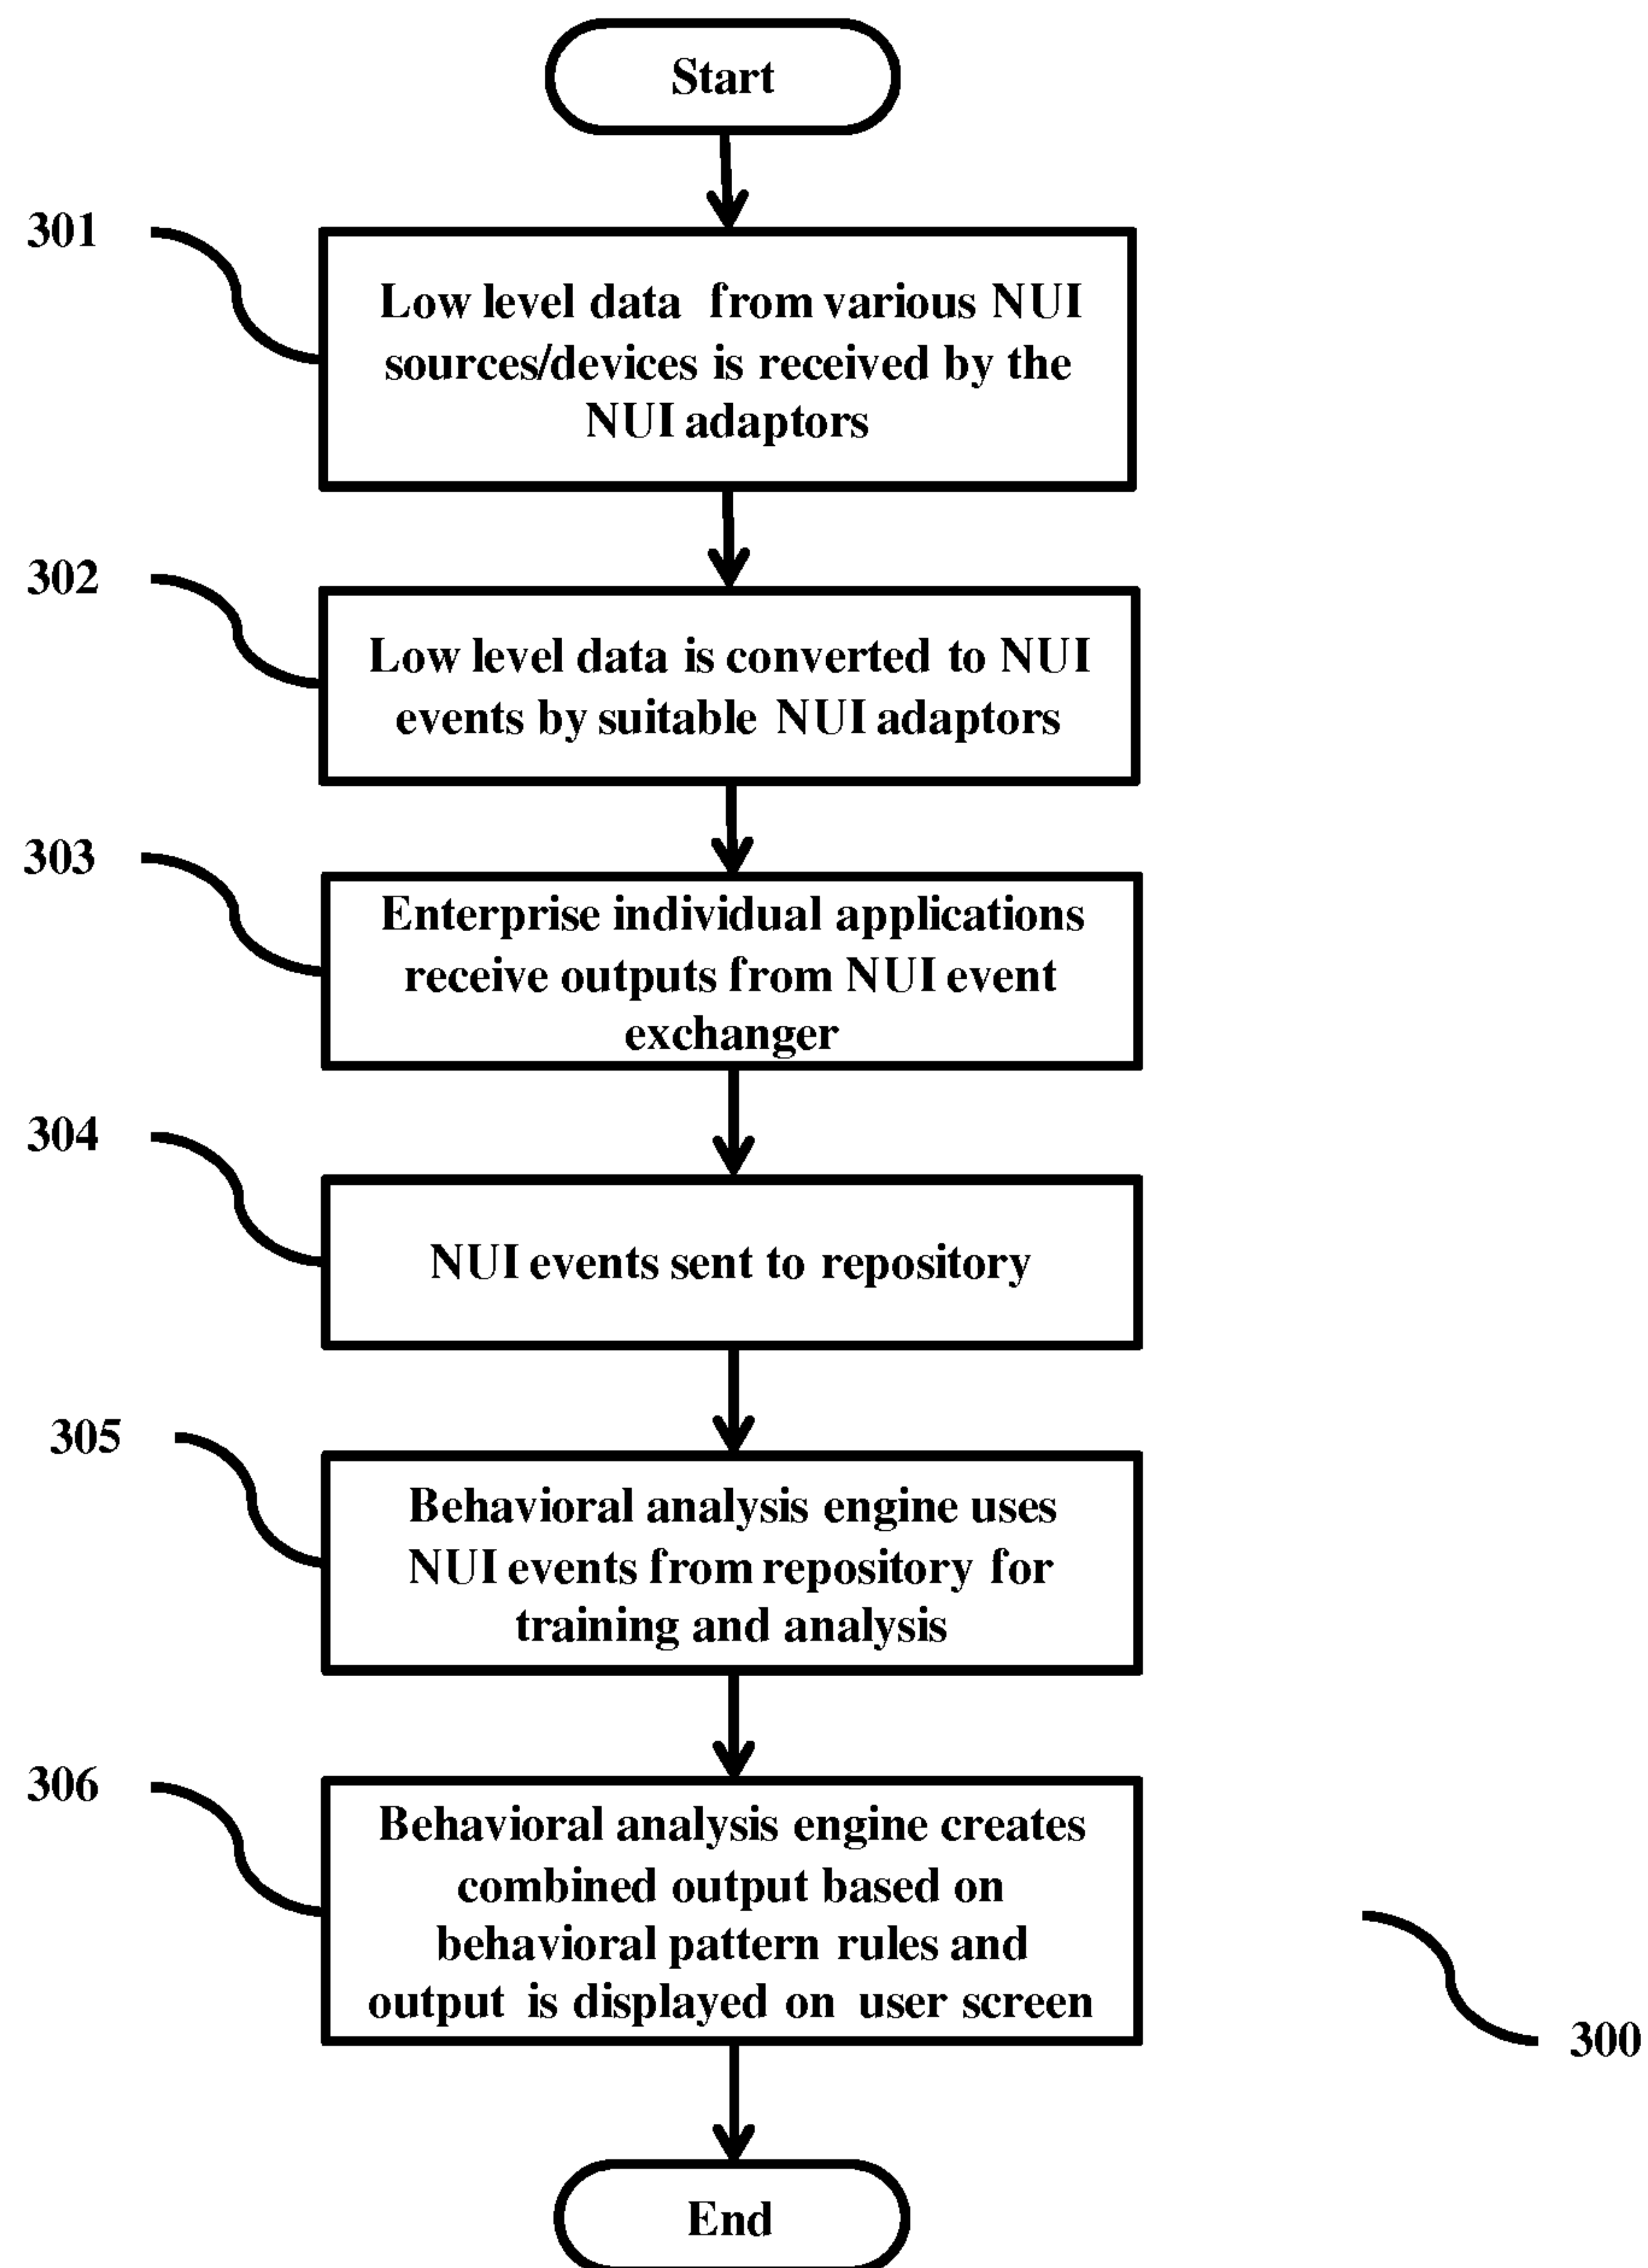 Start
301
Low level data from various NUI
sources/devices is received by the
NUI adaptors
302
Low level data is converted to NUI
events by suitable NUI adaptors
303
Enterprise individual applications
receive outputs from NUI event
exchanger
304
NUI events sent to repository
305
Behavioral analysis engine uses
NUI events from repository for
training and analysis
306
Behavioral analysis engine creates
combined output based on
behavioral pattern rules and
output is displayed on user screen
300
End